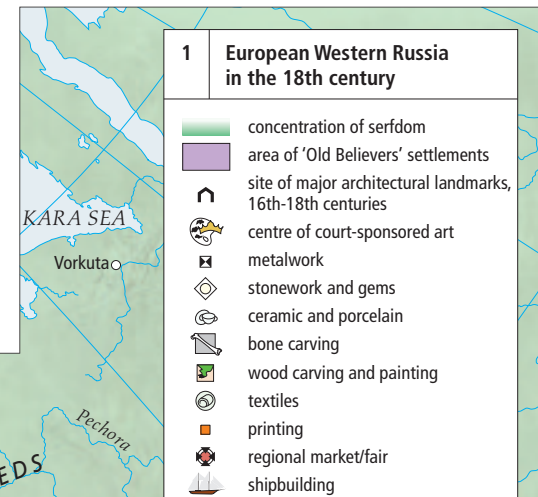 1 European Western Russia
in the 18th century
concentration of serfdom
area of 'Old Believers' settlements
site of major architectural landmarks,
16th-18th centuries
centre of court-sponsored art
metalwork
stonework and gems
ceramic and porcelain
bone carving
wood carving and painting
textiles
printing
regional market/fair
shipbuilding
KARA SEA
Vorkuta
Pechora
EDS